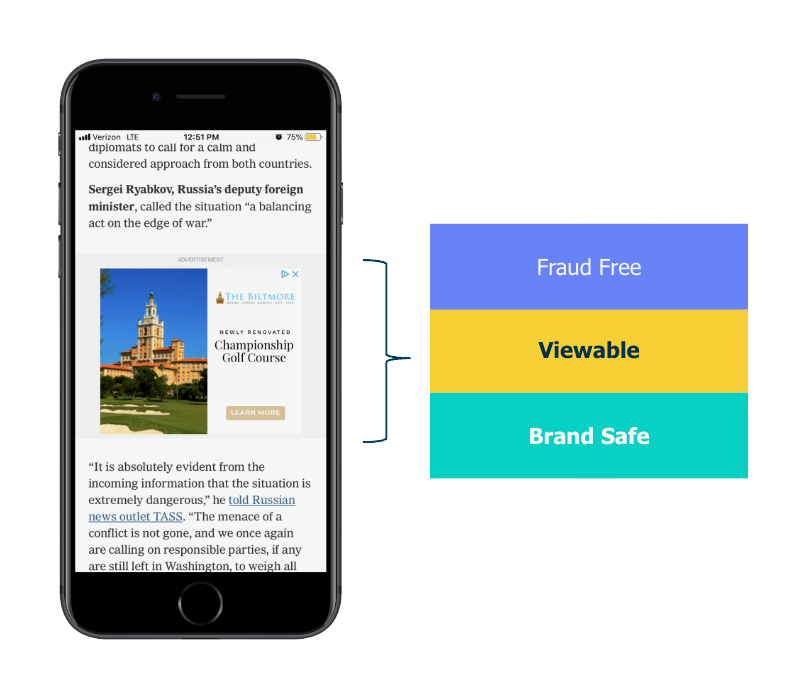 Verizon LTE 12:51 PM 75%
diplomats to call for a calm and
considered approach from both countries.
Sergei Ryabkov, Russia's deputy foreign
minister, called the situation “a balancing
act on the edge of war.”
ADVERTISEMENT
THE BILTMORE
NEWLY RENOVATED
Championship
Golf Course
LEARN MORE
“It is absolutely evident from the
incoming information that the situation is
extremely dangerous,” he told Russian
news outlet TASS. “The menace of a
conflict is not gone, and we once again
are calling on responsible parties, if any
are still left in Washington, to weigh all
Fraud Free
Viewable
Brand Safe